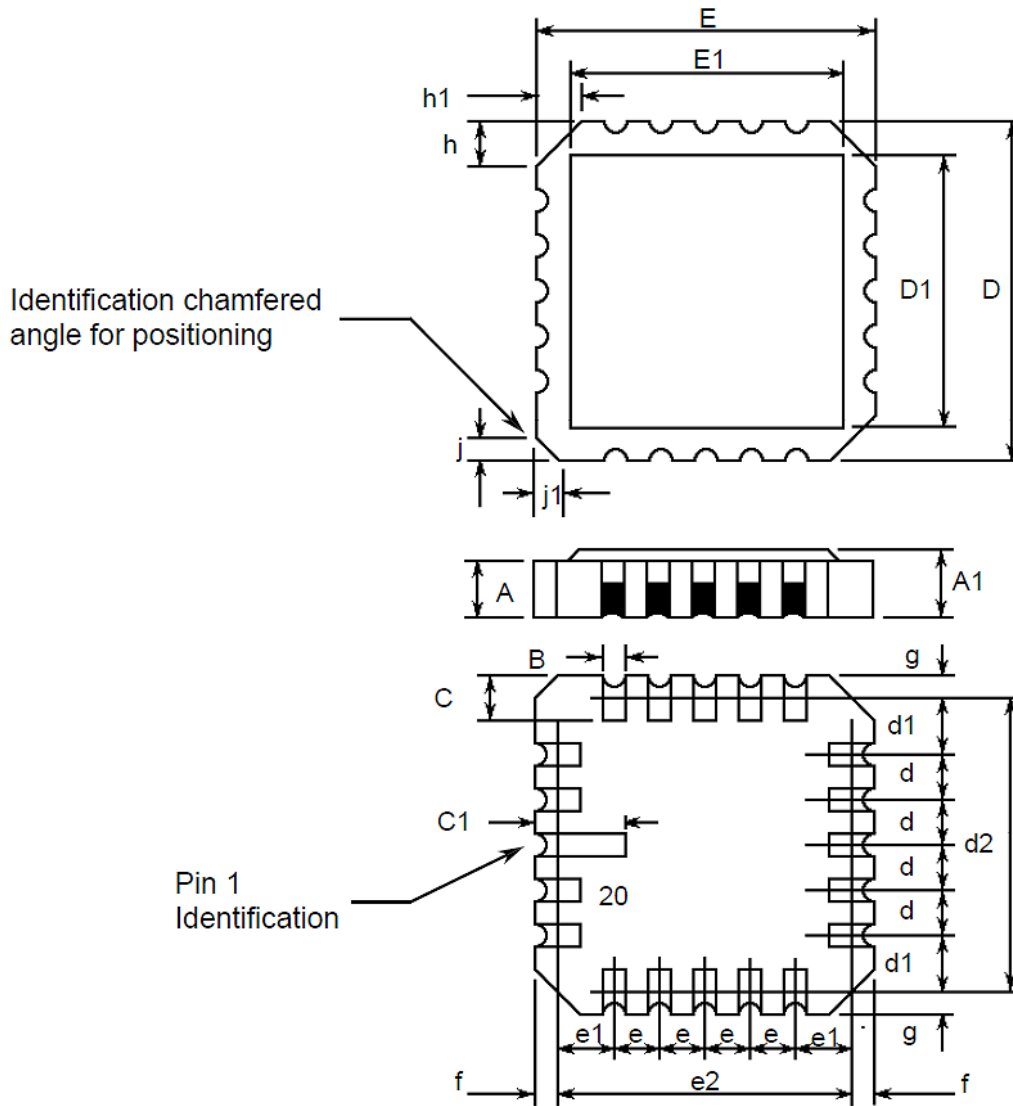 E
E1
h1
h
Identification chamfered
angle for positioning
D1
D
j
j1
A
A1
B
g
C
d1
d
C1
d
d2
Pin 1
Identification
20
d
d
d1
e1 e e e e e1
g
f
e2
f